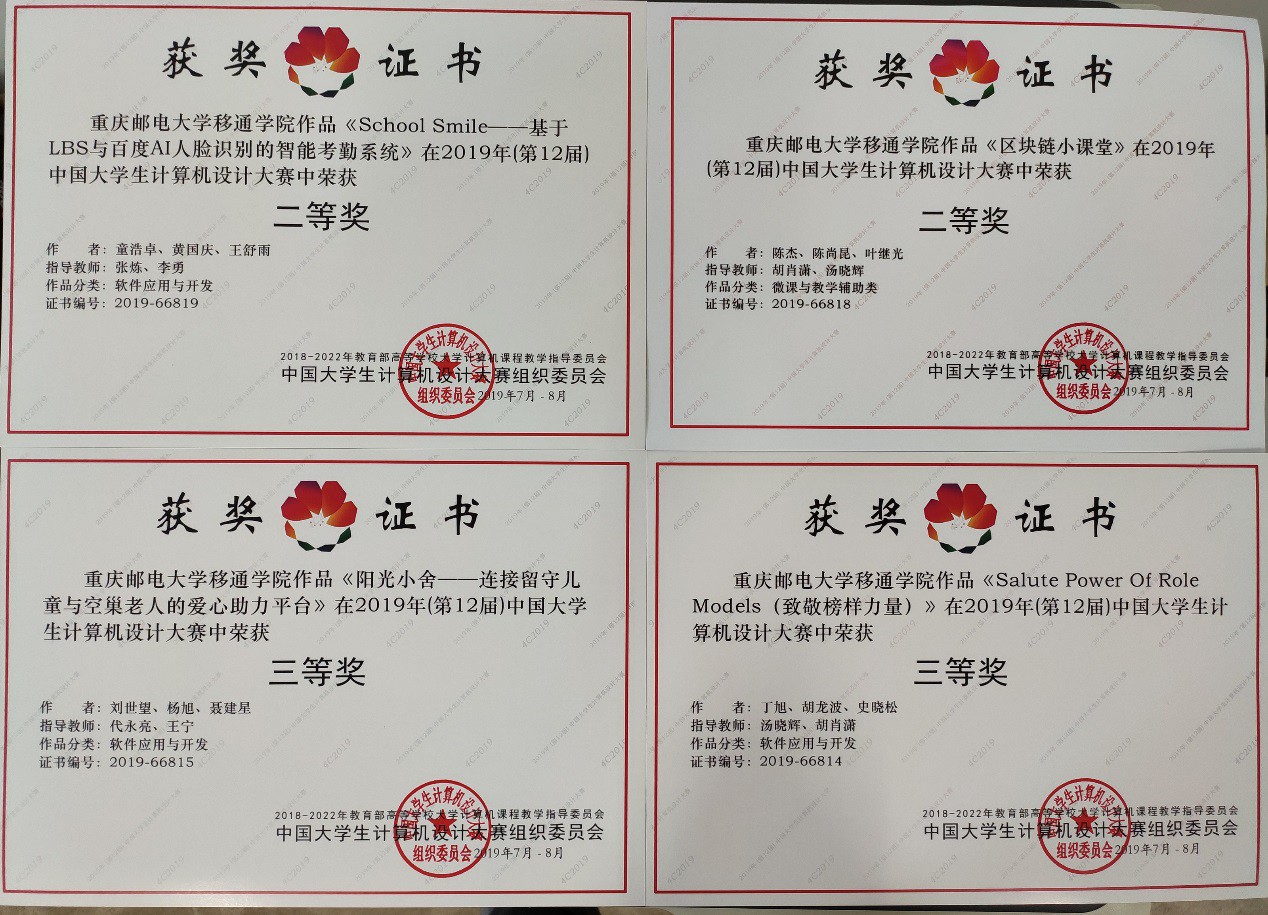 获奖证书
重庆邮电大学移通学院作品《School Smile——基于
LBS与百度AI人脸识别的智能考勤系统》在2019年(第12届)
中国大学生计算机设计大赛中荣获
二等奖
作 者：童浩卓、黄国庆、王舒雨
指导教师：张炼、李勇
作品分类：软件应用与开发
证书编号：2019-66819
2018-2022年教育部高等学校大学计算机课程教学指导委员会
中国大学生计算机设计大赛组织委员会
组织委员会
2019年7月 - 8月
获奖证书
重庆邮电大学移通学院作品《区块链小课堂》在2019年
(第12届)中国大学生计算机设计大赛中荣获
二等奖
作 者：陈杰、陈尚昆、叶继光
指导教师：胡肖潇、汤晓辉
作品分类：微课与教学辅助类
证书编号：2019-66818
2018-2022年教育部高等学校大学计算机课程教学指导委员会
中国大学生计算机设计大赛组织委员会
组织委员会
2019年7月 - 8月
获奖证书
重庆邮电大学移通学院作品《阳光小舍——连接留守儿
童与空巢老人的爱心助力平台》在2019年(第12届)中国大学
生计算机设计大赛中荣获
三等奖
作 者：刘世望、杨旭、聂建星
指导教师：代永亮、王宁
作品分类：软件应用与开发
证书编号：2019-66815
2018-2022年教育部高等学校大学计算机课程教学指导委员会
中国大学生计算机设计大赛组织委员会
组织委员会
2019年7月 - 8月
获奖证书
重庆邮电大学移通学院作品《Salute Power Of Role
Models（致敬榜样力量）》在2019年(第12届)中国大学生计
算机设计大赛中荣获
三等奖
作 者：丁旭、胡龙波、史晓松
指导教师：汤晓辉、胡肖潇
作品分类：软件应用与开发
证书编号：2019-66814
2018-2022年教育部高等学校大学计算机课程教学指导委员会
中国大学生计算机设计大赛组织委员会
组织委员会
2019年7月 - 8月